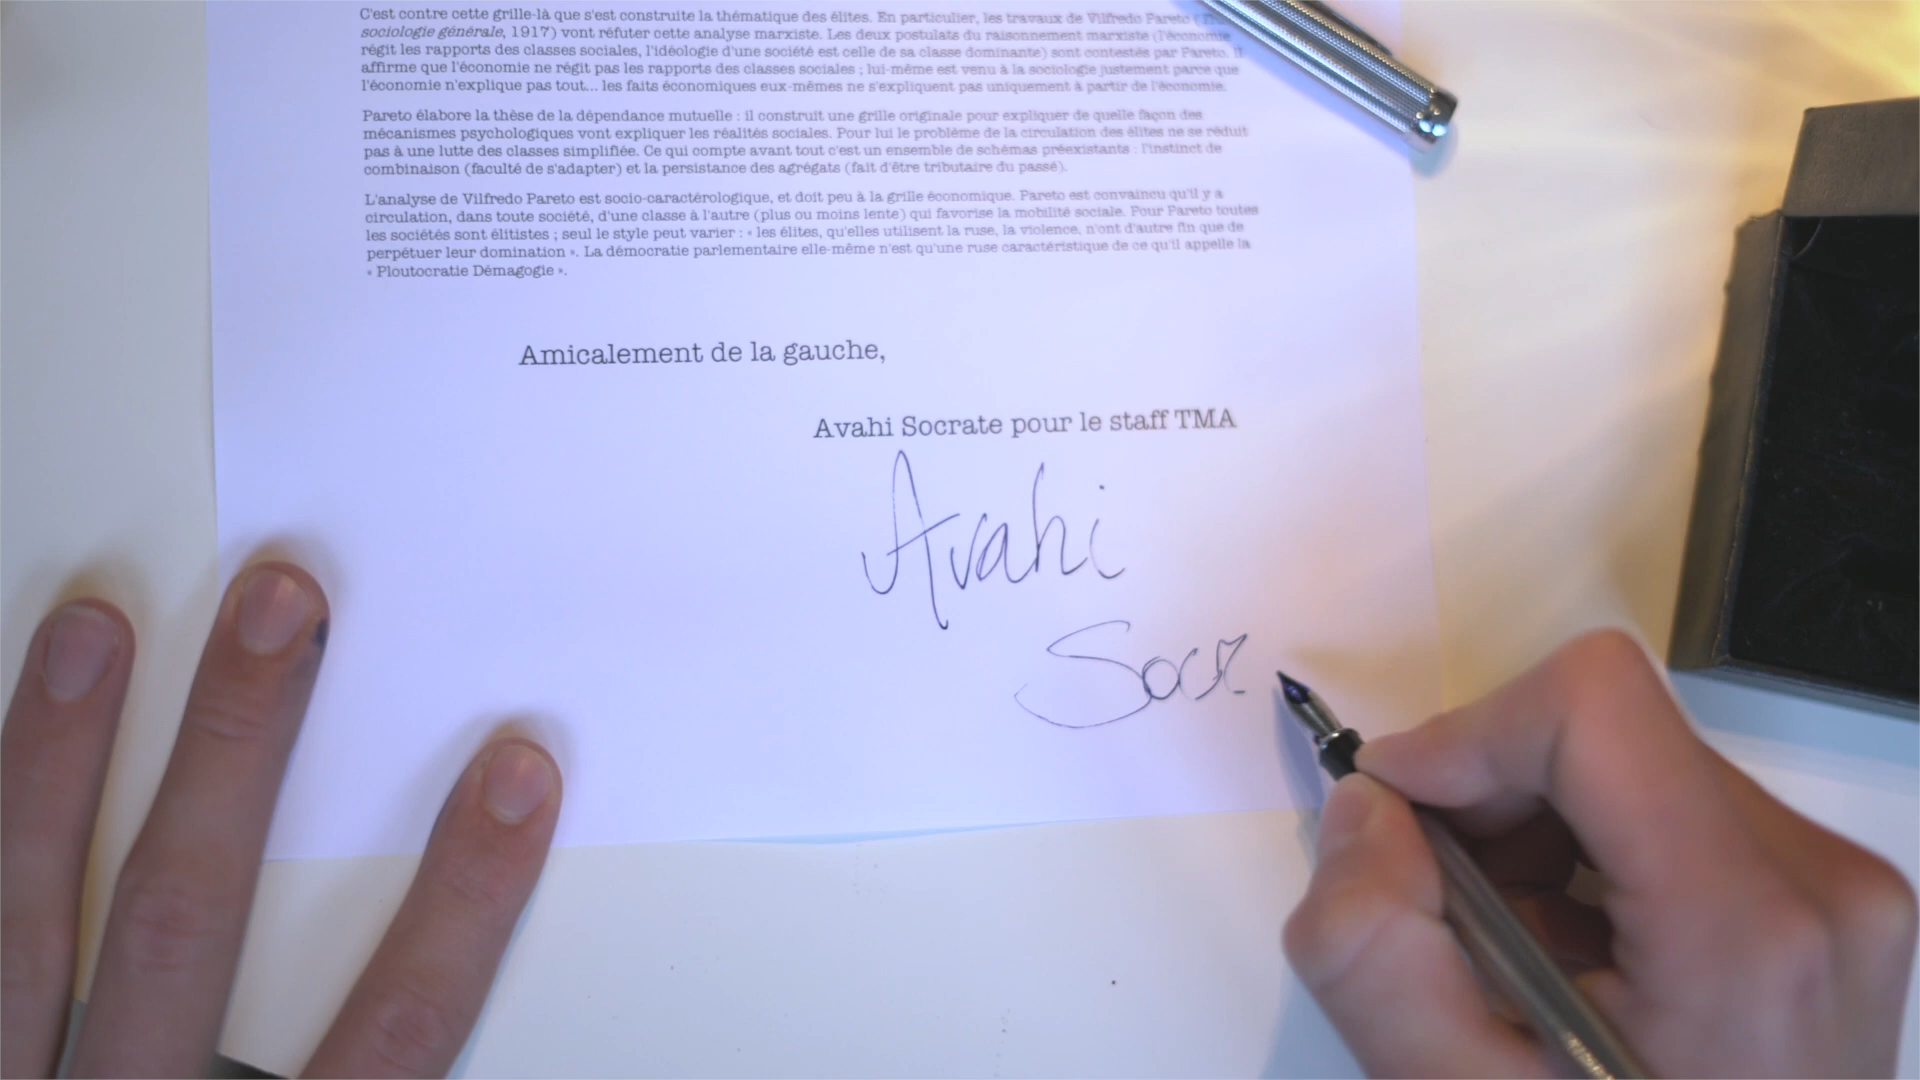 C'est contre cette grille-là que s'est construite la thématique des élites. En particulier, les travaux de Vilfredo Pareto
sociologie générale, 1917) vont réfuter cette analyse marxiste. Les deux postulats du raisonnement marxiste (l'économie
régit les rapports des classes sociales, l'idéologie d'une société est celle de sa classe dominante) sont contestés par Pareto. Il
affirme que l'économie ne régit pas les rapports des classes sociales ; lui-même est venu à la sociologie justement parce que
l'économie n'explique pas tout... les faits économiques eux-mêmes ne s'expliquent pas uniquement à partir de l'économie.
Pareto élabore la thèse de la dépendance mutuelle : il construit une grille originale pour expliquer de quelle façon des
mécanismes psychologiques vont expliquer les réalités sociales. Pour lui le problème de la circulation des élites ne se réduit
pas à une lutte des classes simplifiée. Ce qui compte avant tout c'est un ensemble de schémas préexistants : l'instinct de
combinaison (faculté de s'adapter) et la persistance des agrégats (fait d'être tributaire du passé).
L'analyse de Vilfredo Pareto est socio-caractérologique, et doit peu à la grille économique. Pareto est convaincu qu'il y a
circulation, dans toute société, d'une classe à l'autre (plus ou moins lente) qui favorise la mobilité sociale. Pour Pareto toutes
les sociétés sont élitistes ; seul le style peut varier : « les élites, qu'elles utilisent la ruse, la violence, n'ont d'autre fin que de
perpétuer leur domination ». La démocratie parlementaire elle-même n'est qu'une ruse caractéristique de ce qu'il appelle la
« Ploutocratie Démagogie ».
Amicalement de la gauche,
Avahi Socrate pour le staff TMA
Avahi
Socr